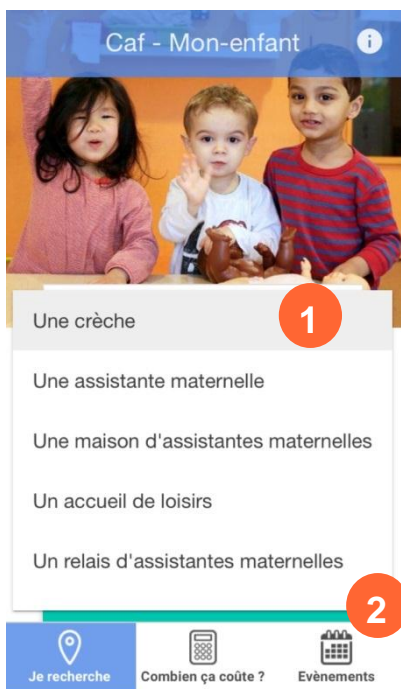 Caf - Mon-enfant
i
Une crèche
1
Une assistante maternelle
Une maison d'assistantes maternelles
Un accueil de loisirs
Un relais d'assistantes maternelles
2
Je recherche
Combien ça coûte ?
Evènements